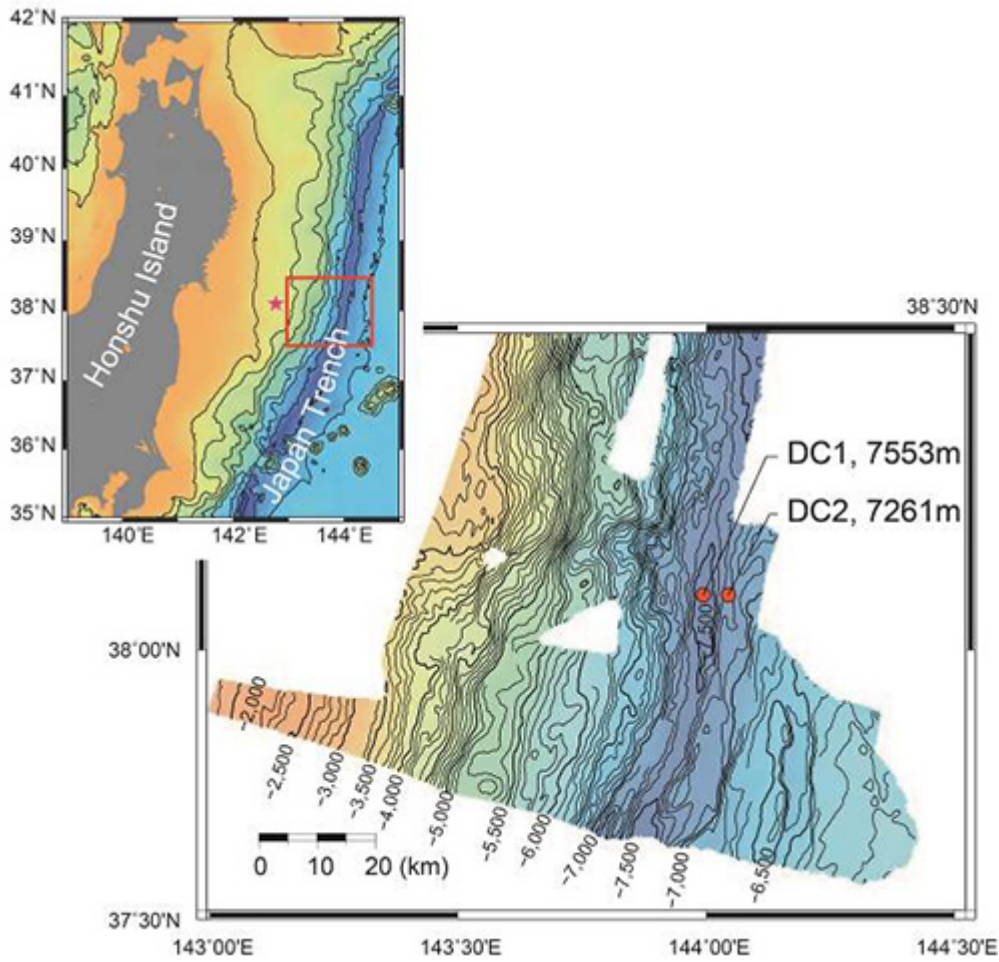 42˚N
41˚N
40˚N
39˚N
38˚N
37˚N
36˚N
35˚N
140˚E
142˚E
144˚E
Honshu Island
Japan Trench
38˚30'N
DC1, 7553m
DC2, 7261m
7,500
38˚00'N
37˚30'N
-2,000
-2,500
-3,000
-3,500
-4,000
-5,000
-5,500
-6,000
-7,000
-7,500
-7,000
-6,500
0 10 20 (km)
143˚00'E
143˚30'E
144˚00'E
144˚30'E